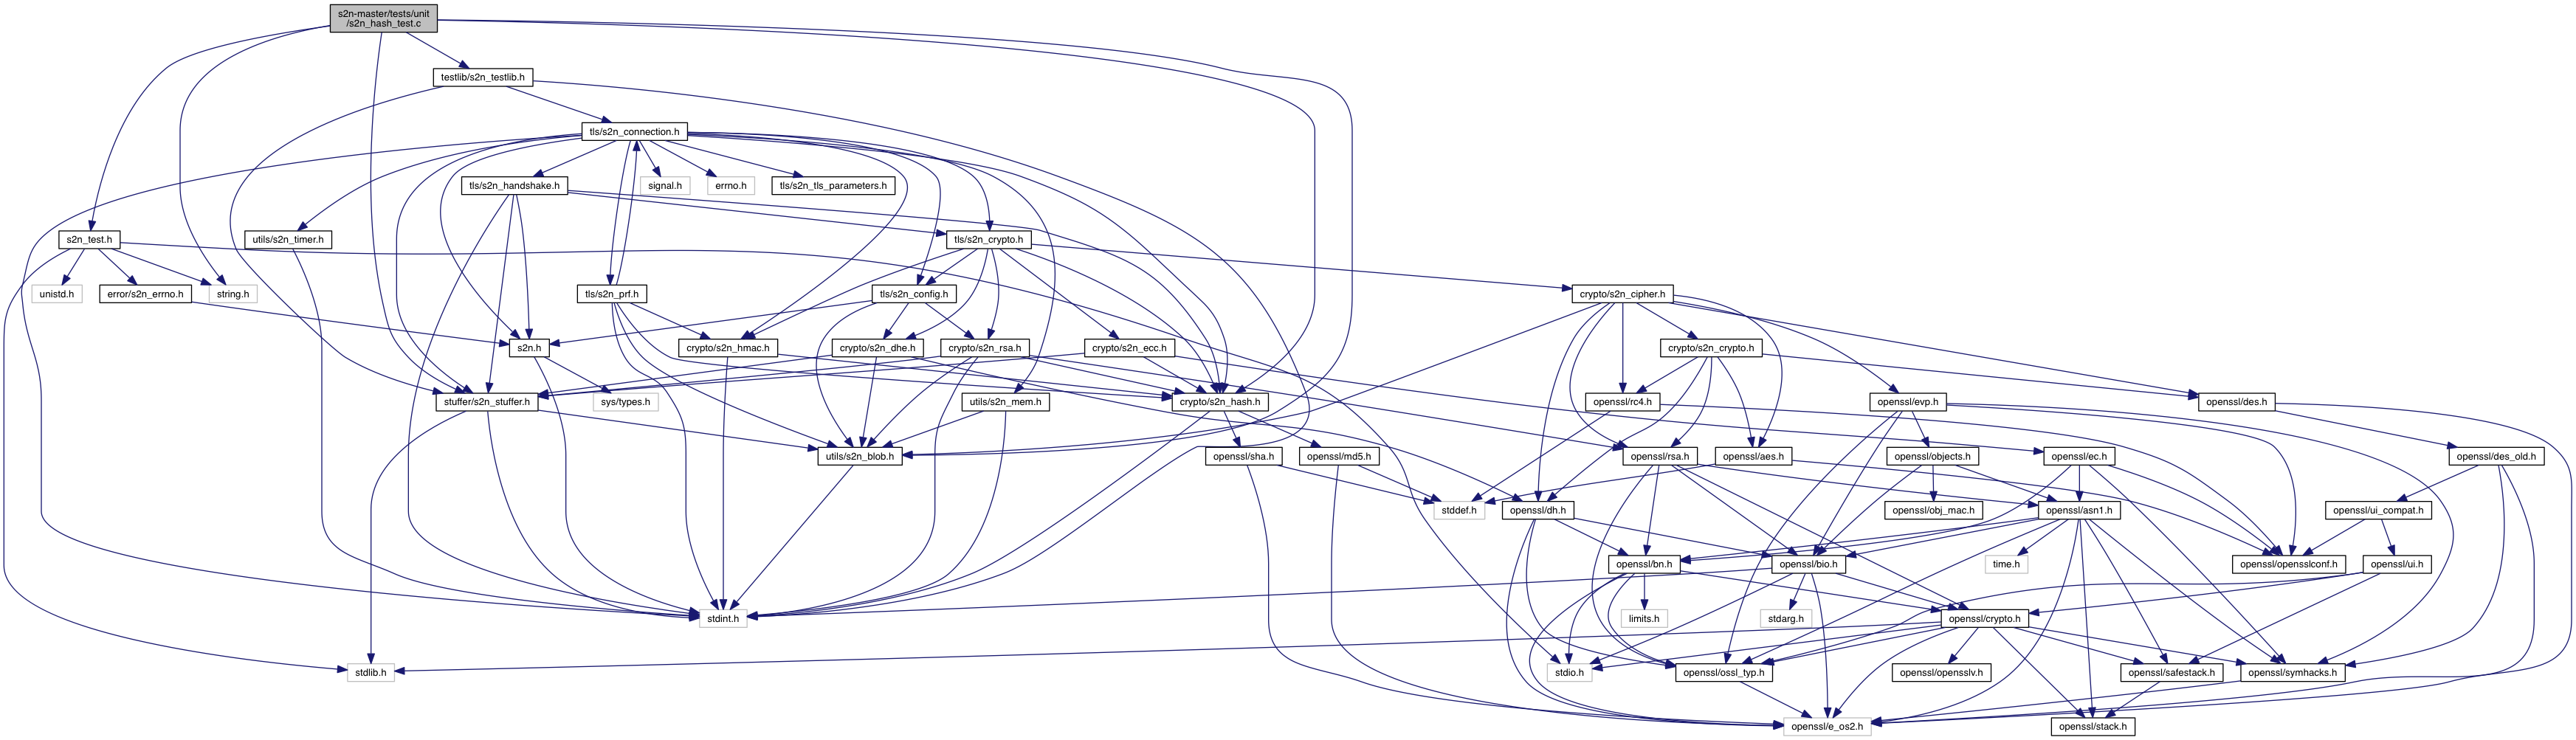 s2n-master/tests/unit
/s2n_hash_test.c
testlib/s2n_testlib.h
tls/s2n_connection.h
tls/s2n_handshake.h
signal.h
errno.h
tls/s2n_tls_parameters.h
s2n_test.h
utils/s2n_timer.h
tls/s2n_crypto.h
unistd.h
error/s2n_errno.h
string.h
tls/s2n_prf.h
tls/s2n_config.h
crypto/s2n_cipher.h
s2n.h
crypto/s2n_hmac.h
crypto/s2n_dhe.h
crypto/s2n_rsa.h
crypto/s2n_ecc.h
crypto/s2n_crypto.h
stuffer/s2n_stuffer.h
sys/types.h
utils/s2n_mem.h
crypto/s2n_hash.h
openssl/rc4.h
openssl/evp.h
openssl/des.h
utils/s2n_blob.h
openssl/sha.h
openssl/md5.h
openssl/rsa.h
openssl/aes.h
openssl/objects.h
openssl/ec.h
openssl/des_old.h
stddef.h
openssl/dh.h
openssl/obj_mac.h
openssl/asn1.h
openssl/ui_compat.h
openssl/bn.h
openssl/bio.h
time.h
openssl/opensslconf.h
openssl/ui.h
stdint.h
limits.h
stdarg.h
openssl/crypto.h
stdlib.h
stdio.h
openssl/ossl_typ.h
openssl/opensslv.h
openssl/safestack.h
openssl/symhacks.h
openssl/e_os2.h
openssl/stack.h